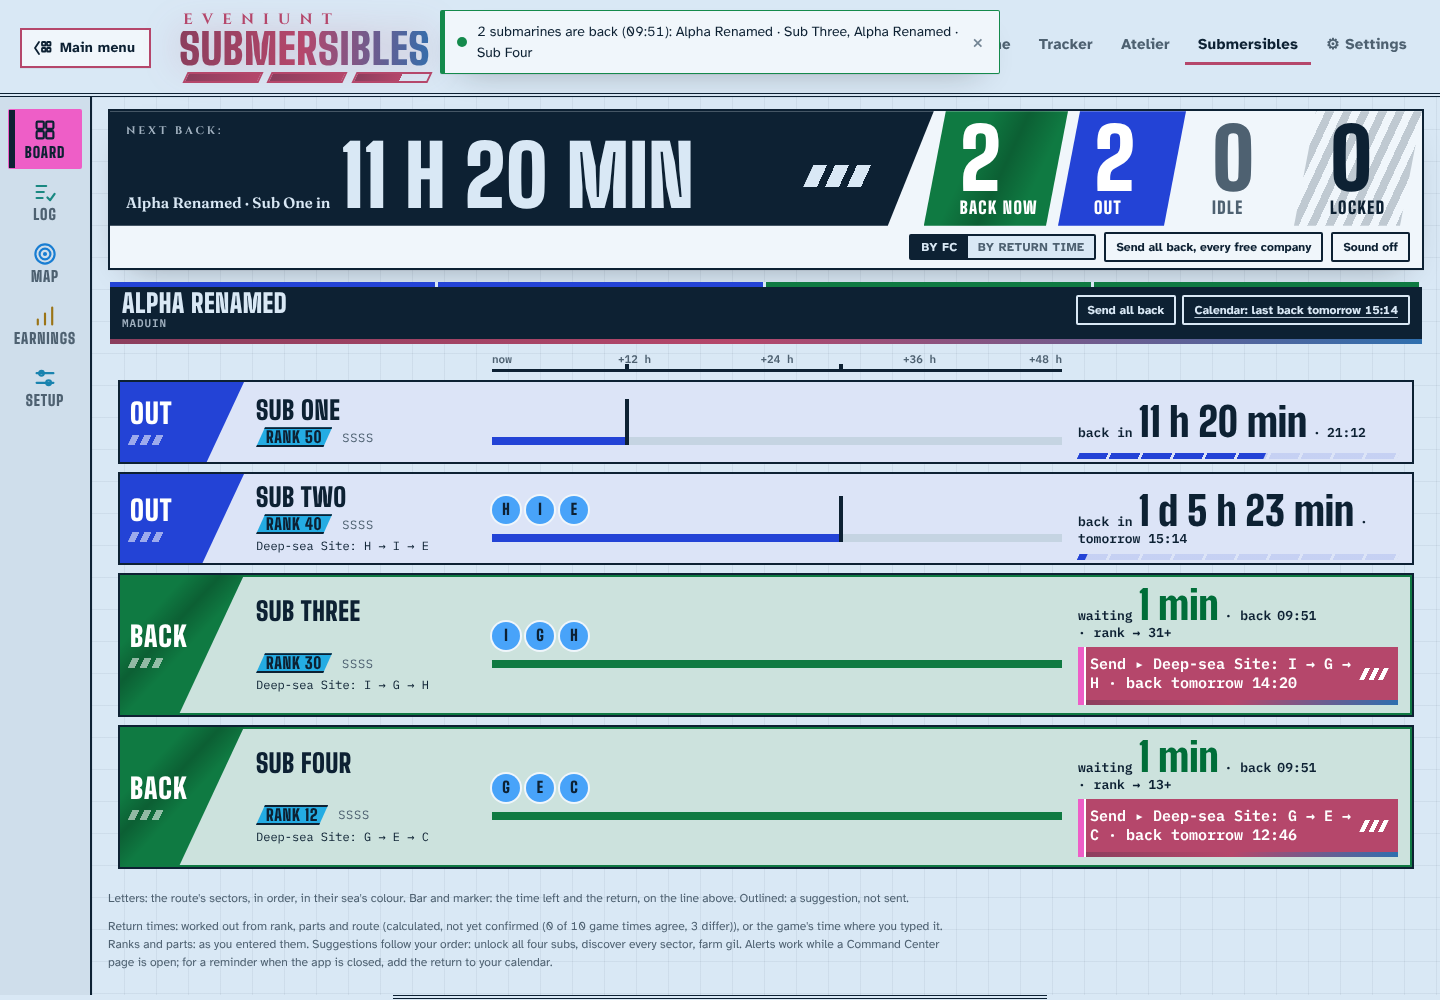 Main menu
EVENIUNT
SUBMERSIBLES
2 submarines are back (09:51): Alpha Renamed · Sub Three, Alpha Renamed ·
Sub Four
×
Tracker
Atelier
Submersibles
⚙ Settings
BOARD
LOG
MAP
EARNINGS
SETUP
NEXT BACK:
Alpha Renamed · Sub One in 11 H 20 MIN
2
BACK NOW
2
OUT
0
IDLE
0
LOCKED
BY FC
BY RETURN TIME
Send all back, every free company
Sound off
ALPHA RENAMED
MADUIN
Send all back
Calendar: last back tomorrow 15:14
now
+12 h
+24 h
+36 h
+48 h
OUT
SUB ONE
RANK 50 SSSS
back in 11 h 20 min · 21:12
OUT
SUB TWO
RANK 40 SSSS
Deep-sea Site: H → I → E
H I E
back in 1 d 5 h 23 min ·
tomorrow 15:14
BACK
SUB THREE
RANK 30 SSSS
Deep-sea Site: I → G → H
I G H
waiting 1 min · back 09:51
· rank → 31+
Send ▸ Deep-sea Site: I → G →
H · back tomorrow 14:20
BACK
SUB FOUR
RANK 12 SSSS
Deep-sea Site: G → E → C
G E C
waiting 1 min · back 09:51
· rank → 13+
Send ▸ Deep-sea Site: G → E →
C · back tomorrow 12:46
Letters: the route's sectors, in order, in their sea's colour. Bar and marker: the time left and the return, on the line above. Outlined: a suggestion, not sent.
Return times: worked out from rank, parts and route (calculated, not yet confirmed (0 of 10 game times agree, 3 differ)), or the game's time where you typed it.
Ranks and parts: as you entered them. Suggestions follow your order: unlock all four subs, discover every sector, farm gil. Alerts work while a Command Center
page is open; for a reminder when the app is closed, add the return to your calendar.